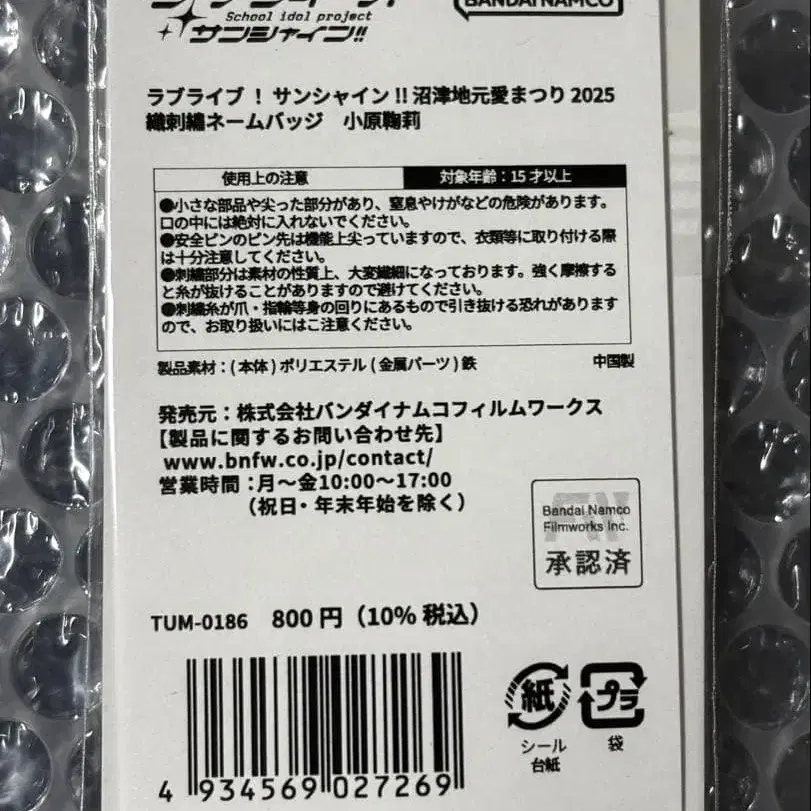 School idol project
サンシャイン!!
BANDAI NAMCO
ラブライブ！サンシャイン!! 沼津地元愛まつり 2025
織刺繍ネームバッジ　小原鞠莉
使用上の注意
対象年齢：15才以上
●小さな部品や尖った部分があり、窒息やけがなどの危険があります。
口の中には絶対に入れないでください。
●安全ピンのピン先は機能上尖っていますので、衣類等に取り付ける際
は十分注意してください。
●刺繍部分は素材の性質上、大変繊細になっております。強く摩擦する
と糸が抜けることがありますので避けてください。
●刺繍糸が爪・指輪等身の回りにあるもので引き抜ける恐れがあります
ので、お取り扱いにはご注意ください。
製品素材：(本体)ポリエステル(金属パーツ)鉄
中国製
発売元：株式会社バンダイナムコフィルムワークス
【製品に関するお問い合わせ先】
www.bnfw.co.jp/contact/
営業時間：月～金10:00～17:00
（祝日・年末年始を除く）
Bandai Namco
Filmworks Inc.
承認済
TUM-0186　800円（10%税込）
紙
プラ
シール
台紙
袋
4 934569 027269